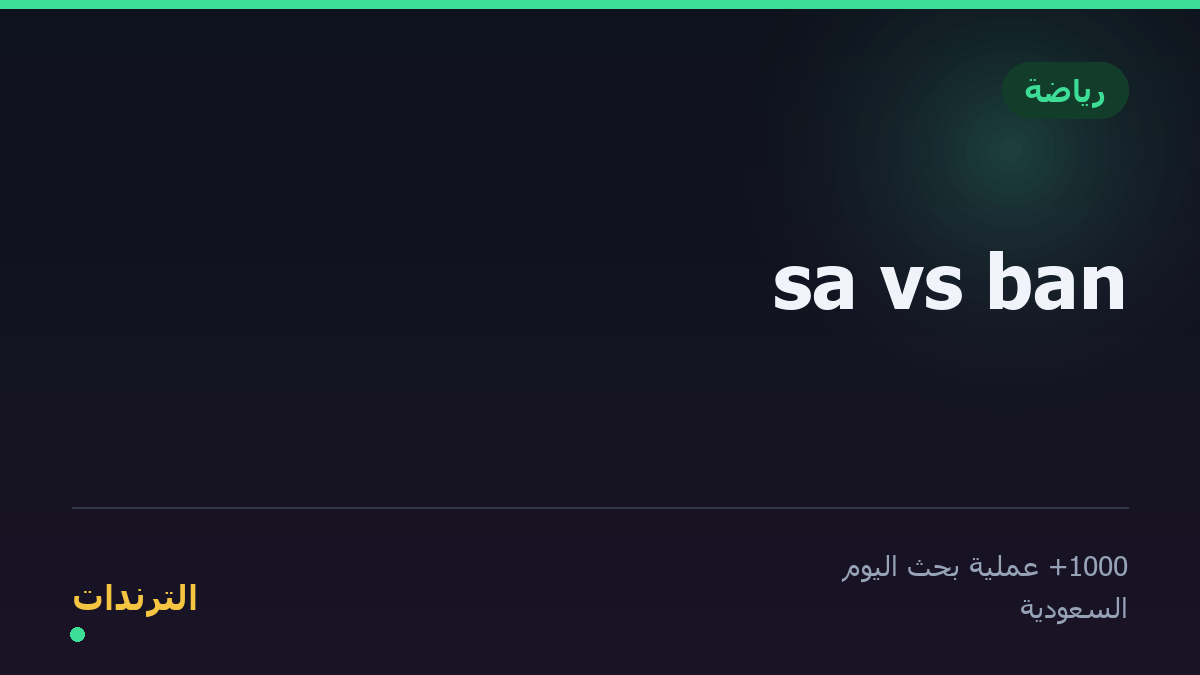 رياضة
sa vs ban
1000+ عملية بحث اليوم
السعودية
الترندات